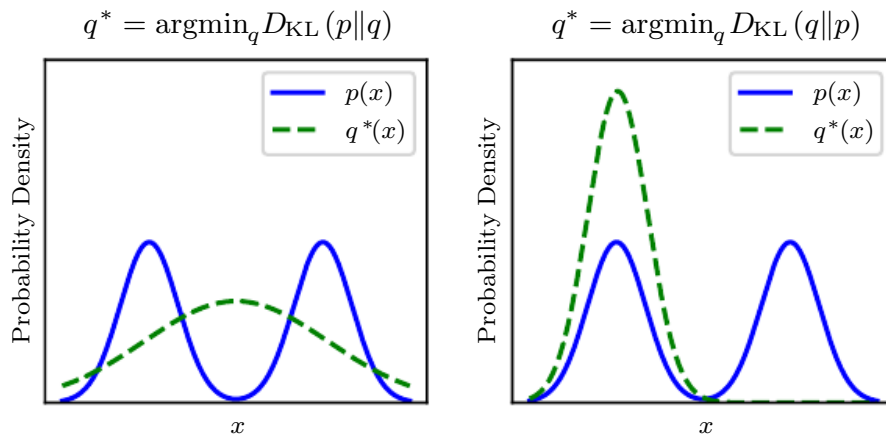 q* = argmin_q D_KL (p‖q)
p(x)
q*(x)
Probability Density
x
q* = argmin_q D_KL (q‖p)
p(x)
q*(x)
Probability Density
x